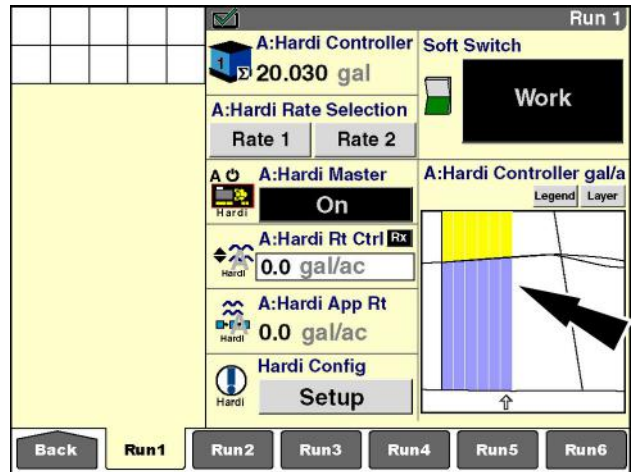 Run 1
A:Hardi Controller
1 Σ 20.030 gal
Soft Switch
Work
A:Hardi Rate Selection
Rate 1 Rate 2
A A:Hardi Master
Hardi On
A:Hardi Rt Ctrl Rx
Hardi 0.0 gal/ac
A:Hardi App Rt
Hardi 0.0 gal/ac
Hardi Config
Hardi Setup
A:Hardi Controller gal/a
Legend Layer
Back Run1 Run2 Run3 Run4 Run5 Run6